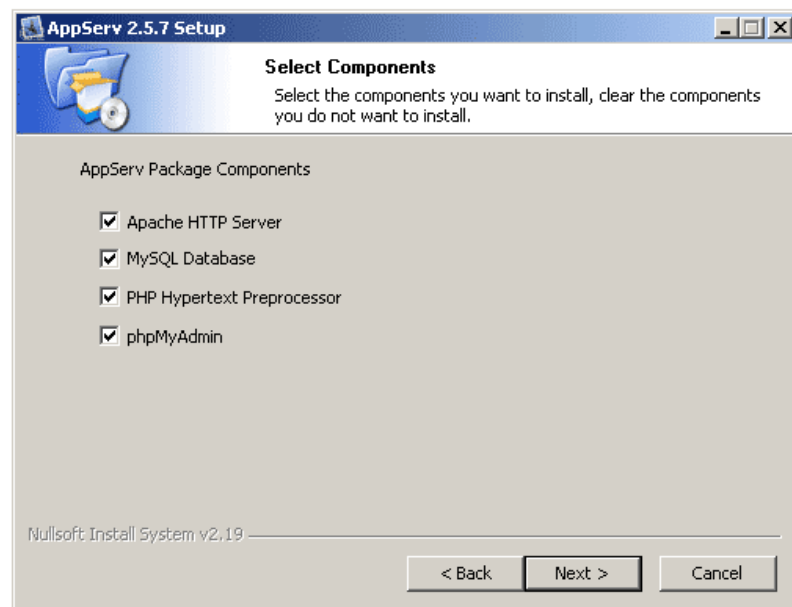 AppServ 2.5.7 Setup
Select Components
Select the components you want to install, clear the components
you do not want to install.
AppServ Package Components
Apache HTTP Server
MySQL Database
PHP Hypertext Preprocessor
phpMyAdmin
Nullsoft Install System v2.19
< Back
Next >
Cancel